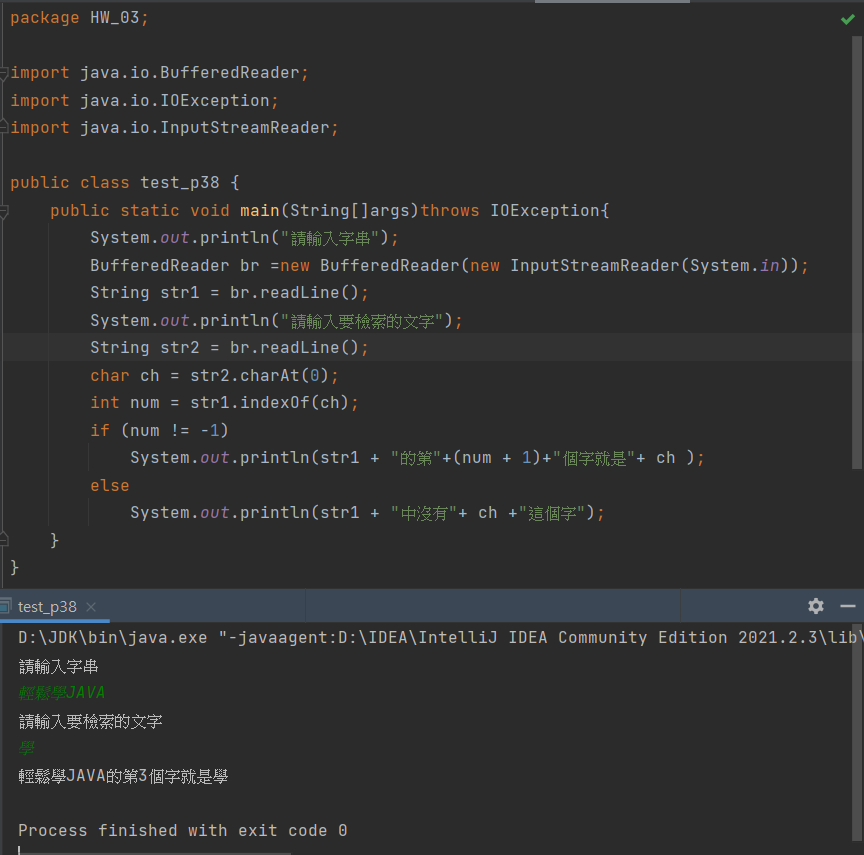 package HW_03;
import java.io.BufferedReader;
import java.io.IOException;
import java.io.InputStreamReader;
public class test_p38 {
public static void main(String[]args)throws IOException{
System.out.println("請輸入字串");
BufferedReader br =new BufferedReader(new InputStreamReader(System.in));
String str1 = br.readLine();
System.out.println("請輸入要檢索的文字");
String str2 = br.readLine();
char ch = str2.charAt(0);
int num = str1.indexOf(ch);
if (num != -1)
System.out.println(str1 + "的第"+(num + 1)+"個字就是"+ ch );
else
System.out.println(str1 + "中沒有"+ ch +"這個字");
}
}
test_p38
D:\JDK\bin\java.exe "-javaagent:D:\IDEA\IntelliJ IDEA Community Edition 2021.2.3\lib\
請輸入字串
輕鬆學JAVA
請輸入要檢索的文字
學
輕鬆學JAVA的第3個字就是學
Process finished with exit code 0